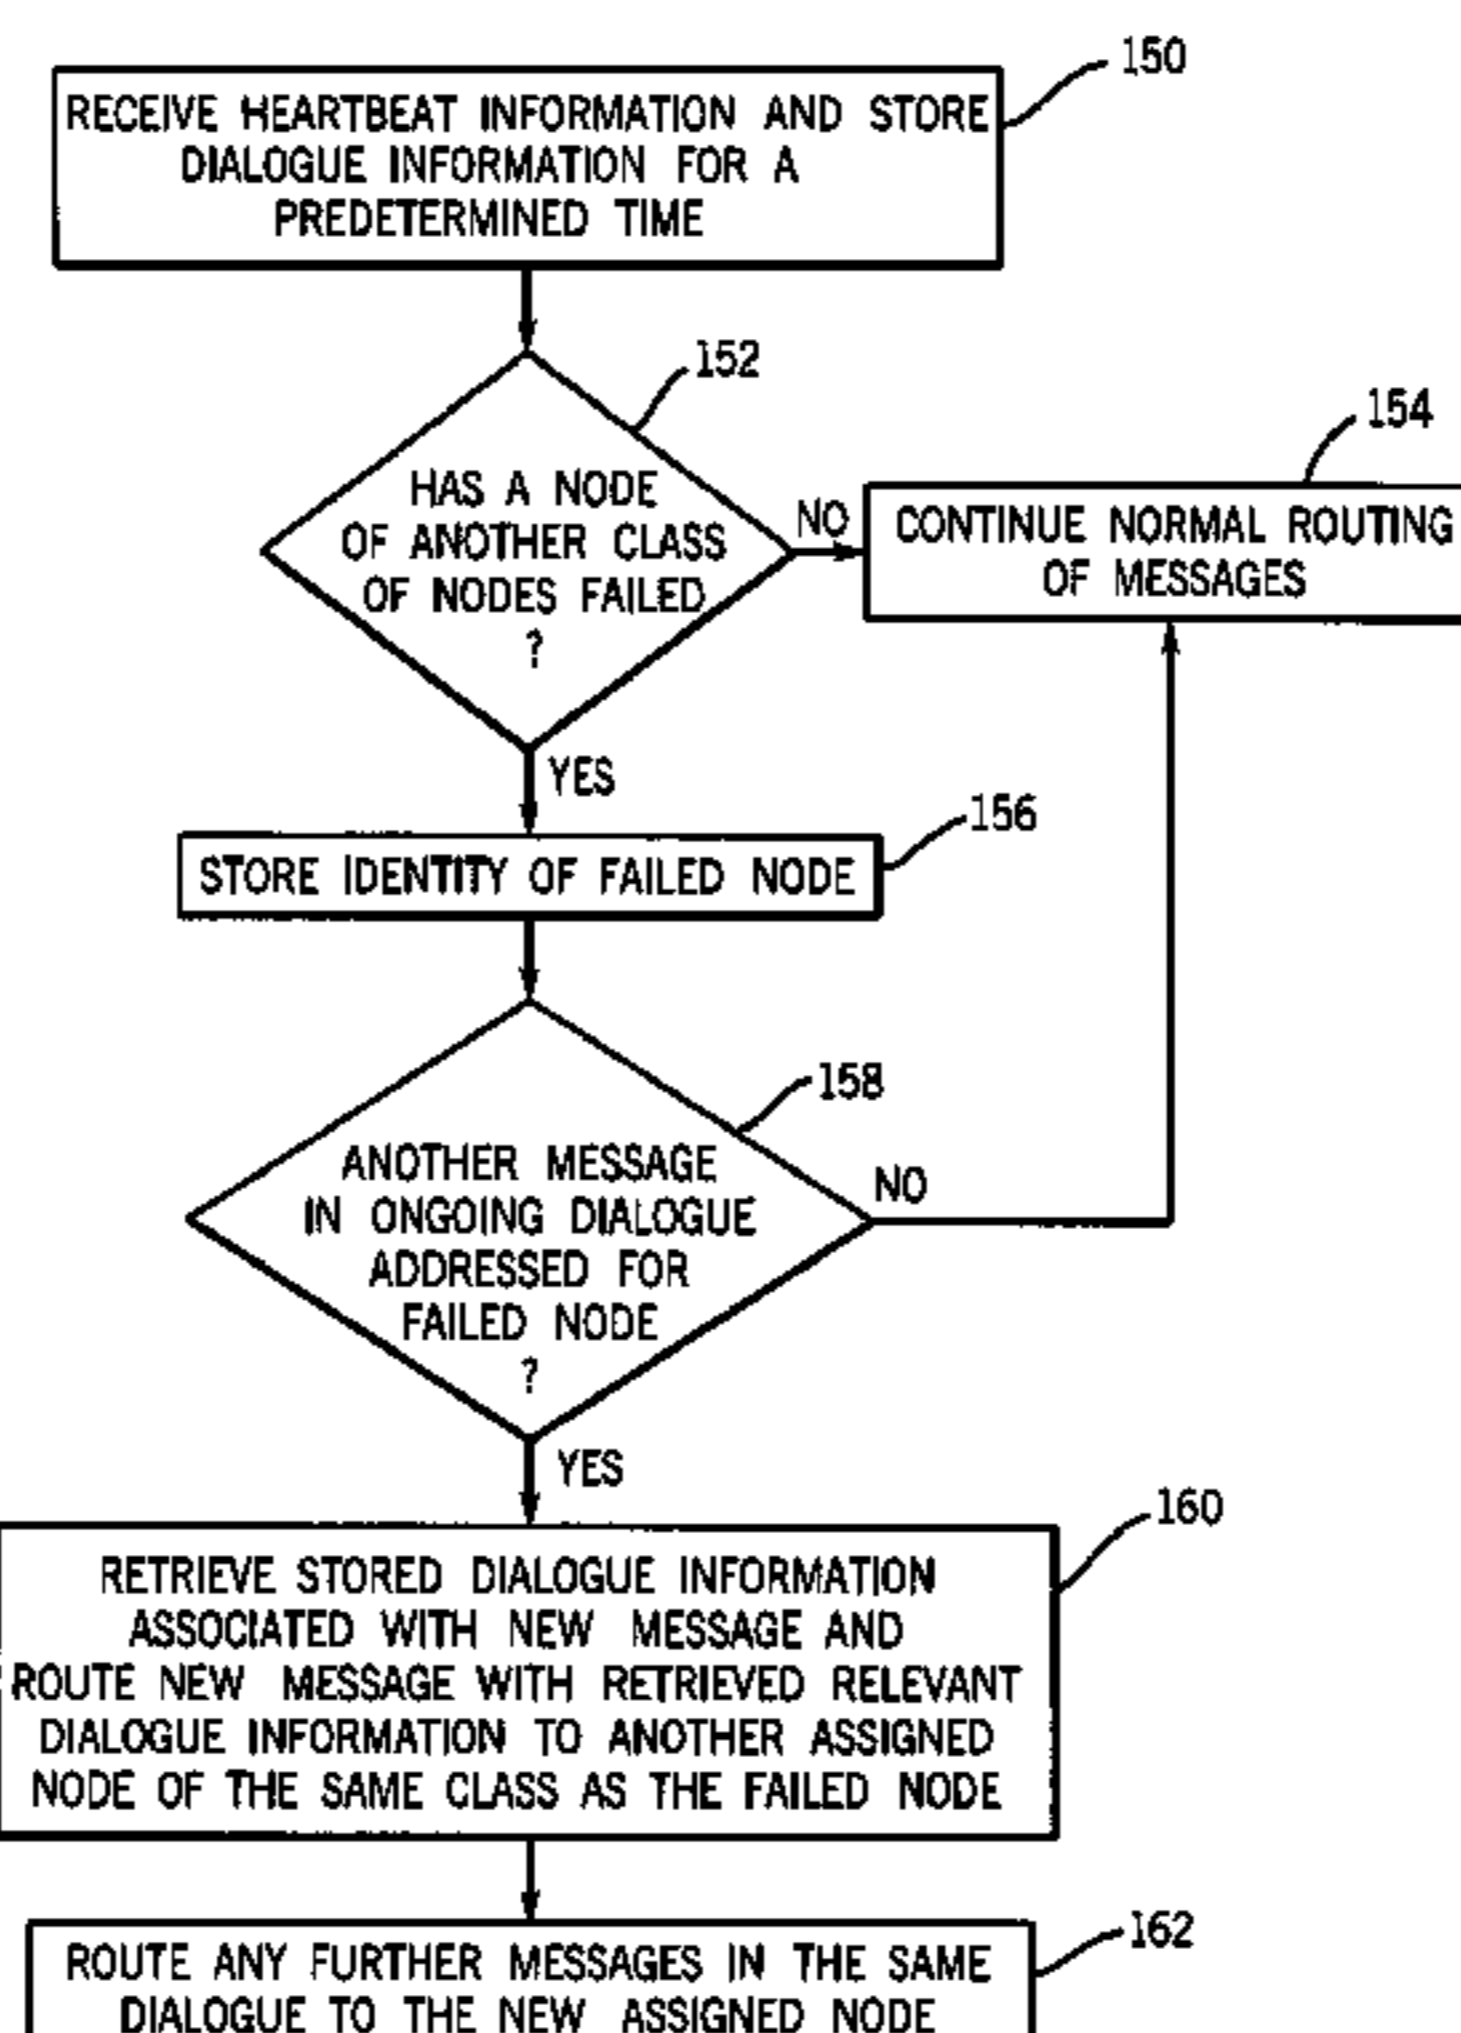 150
RECEIVE HEARTBEAT INFORMATION AND STORE
DIALOGUE INFORMATION FOR A
PREDETERMINED TIME
152
HAS A NODE
OF ANOTHER CLASS
OF NODES FAILED
?
NO
154
CONTINUE NORMAL ROUTING
OF MESSAGES
YES
156
STORE IDENTITY OF FAILED NODE
158
ANOTHER MESSAGE
IN ONGOING DIALOGUE
ADDRESSED FOR
FAILED NODE
?
NO
YES
160
RETRIEVE STORED DIALOGUE INFORMATION
ASSOCIATED WITH NEW MESSAGE AND
ROUTE NEW MESSAGE WITH RETRIEVED RELEVANT
DIALOGUE INFORMATION TO ANOTHER ASSIGNED
NODE OF THE SAME CLASS AS THE FAILED NODE
162
ROUTE ANY FURTHER MESSAGES IN THE SAME
DIALOGUE TO THE NEW ASSIGNED NODE